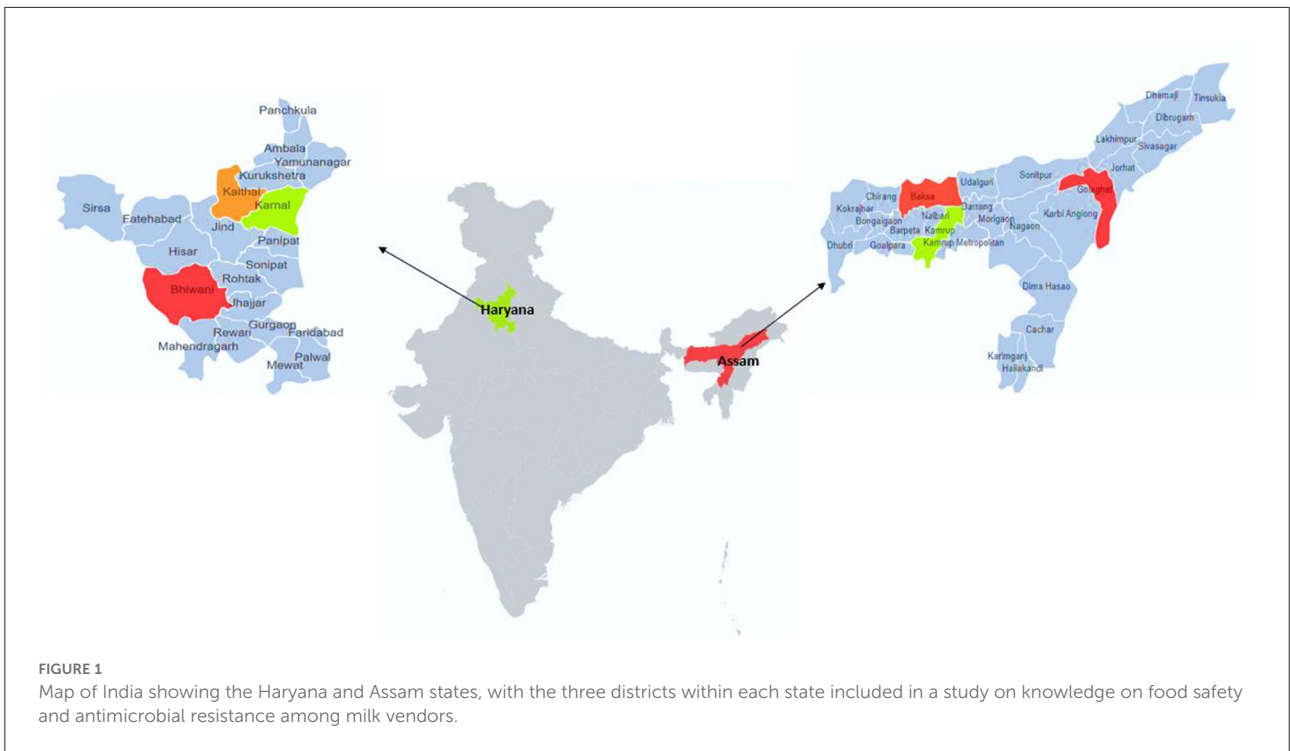 Panchkula
Ambala
Yamunanagar
Kurukshetra
Kaithal
Karnal
Sirsa
Fatehabad
Jind
Panipat
Hisar
Sonipat
Rohtak
Bhiwani
Jhajjar
Gurgaon
Rewari
Faridabad
Mahendragarh
Palwal
Mewat
Haryana
Assam
Dhemaji
Tinsukia
Dibrugarh
Lakhimpur
Sivasagar
Jorhat
Sonitpur
Udalguri
Golaghat
Chirang
Baksa
Kokrajhar
Darrang
Nalbari
Morigaon
Karbi Anglong
Bongaigaon
Nagaon
Barpeta
Kamrup
Dhubri
Goalpara
Kamrup Metropolitan
Dima Hasao
Cachar
Karimganj
Hailakandi
FIGURE 1
Map of India showing the Haryana and Assam states, with the three districts within each state included in a study on knowledge on food safety
and antimicrobial resistance among milk vendors.